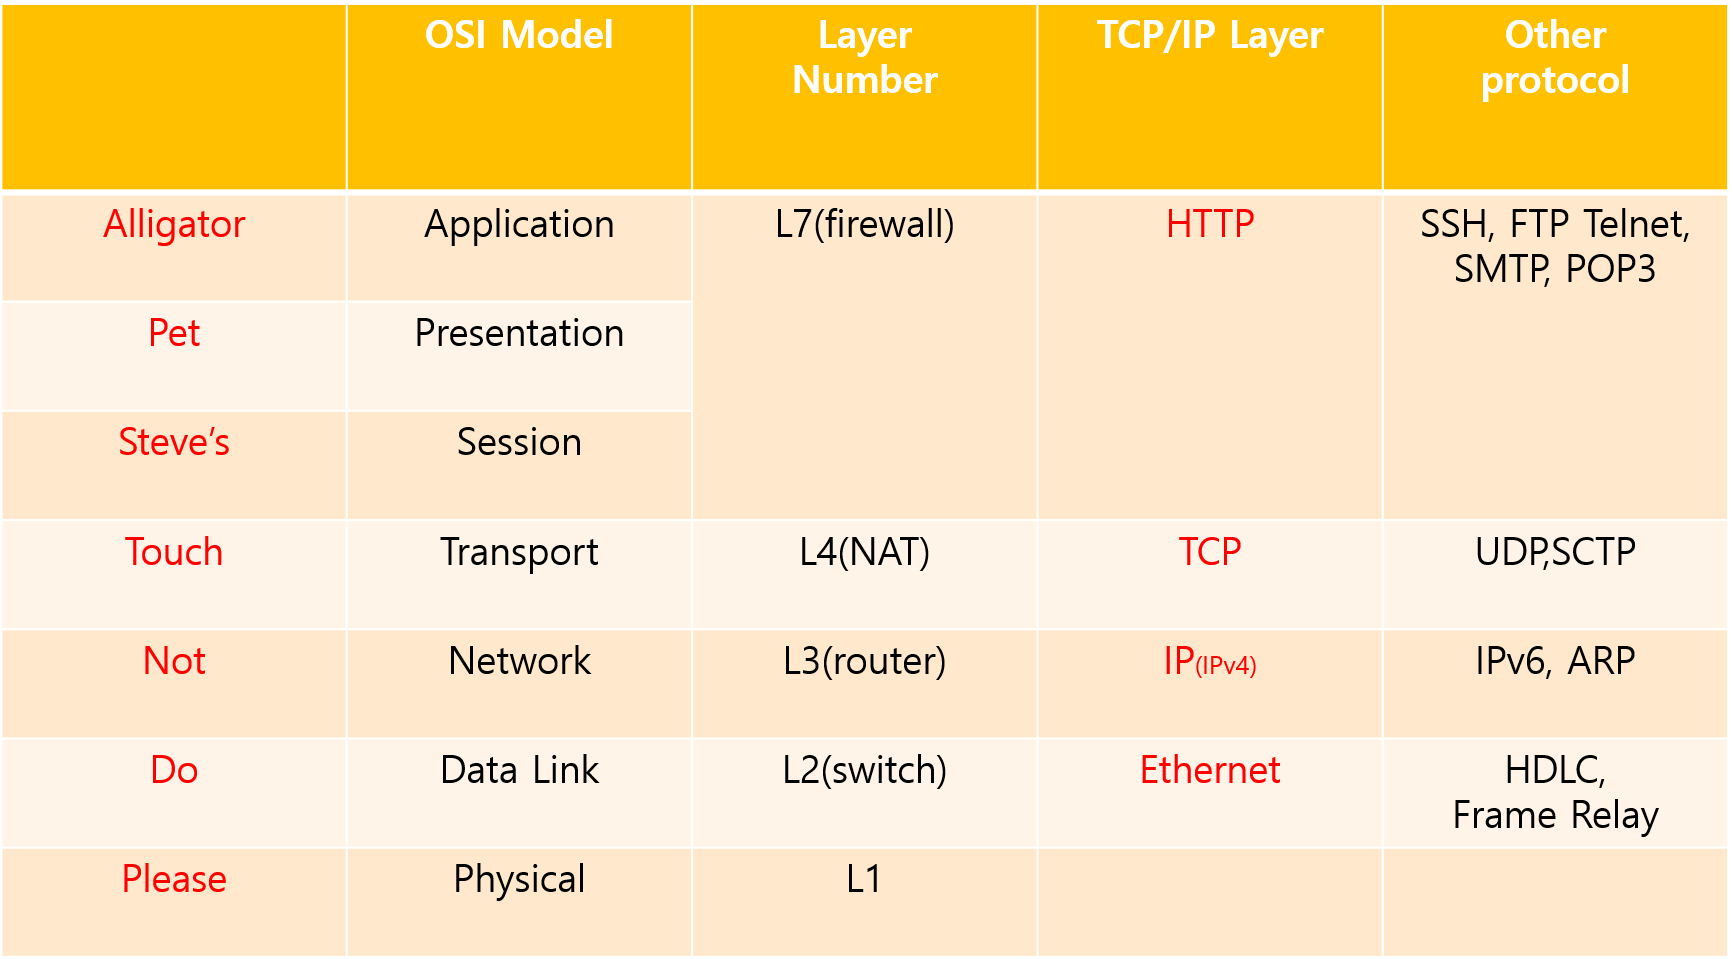 OSI Model
Layer
Number
TCP/IP Layer
Other
protocol
Alligator
Application
L7(firewall)
HTTP
SSH, FTP Telnet,
SMTP, POP3
Pet
Presentation
Steve’s
Session
Touch
Transport
L4(NAT)
TCP
UDP,SCTP
Not
Network
L3(router)
IP(IPv4)
IPv6, ARP
Do
Data Link
L2(switch)
Ethernet
HDLC,
Frame Relay
Please
Physical
L1